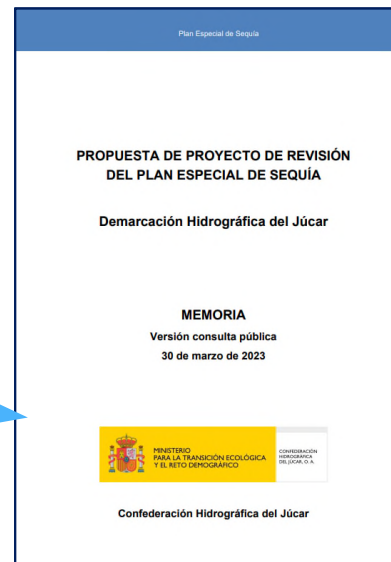 Plan Especial de Sequía
PROPUESTA DE PROYECTO DE REVISIÓN
DEL PLAN ESPECIAL DE SEQUÍA
Demarcación Hidrográfica del Júcar
MEMORIA
Versión consulta pública
30 de marzo de 2023
MINISTERIO
PARA LA TRANSICIÓN ECOLÓGICA
Y EL RETO DEMOGRÁFICO
CONFEDERACIÓN
HIDROGRÁFICA
DEL JÚCAR, O. A.
Confederación Hidrográfica del Júcar